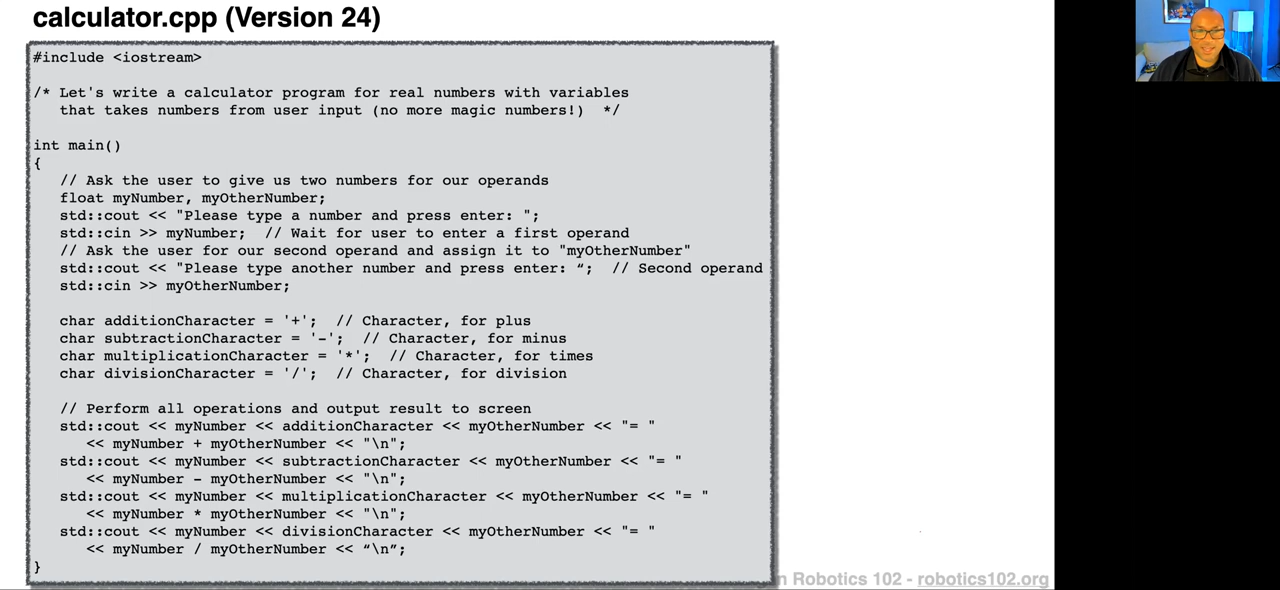 calculator.cpp (Version 24)
#include <iostream>
/* Let's write a calculator program for real numbers with variables
that takes numbers from user input (no more magic numbers!)  */
int main()
{
// Ask the user to give us two numbers for our operands
float myNumber, myOtherNumber;
std::cout << "Please type a number and press enter: ";
std::cin >> myNumber;  // Wait for user to enter a first operand
// Ask the user for our second operand and assign it to "myOtherNumber"
std::cout << "Please type another number and press enter: “;  // Second operand
std::cin >> myOtherNumber;
char additionCharacter = '+';  // Character, for plus
char subtractionCharacter = '-';  // Character, for minus
char multiplicationCharacter = '*';  // Character, for times
char divisionCharacter = '/';  // Character, for division
// Perform all operations and output result to screen
std::cout << myNumber << additionCharacter << myOtherNumber << "= "
<< myNumber + myOtherNumber << "\n";
std::cout << myNumber << subtractionCharacter << myOtherNumber << "= "
<< myNumber - myOtherNumber << "\n";
std::cout << myNumber << multiplicationCharacter << myOtherNumber << "= "
<< myNumber * myOtherNumber << "\n";
std::cout << myNumber << divisionCharacter << myOtherNumber << "= "
<< myNumber / myOtherNumber << “\n”;
}
Robotics 102 - robotics102.org